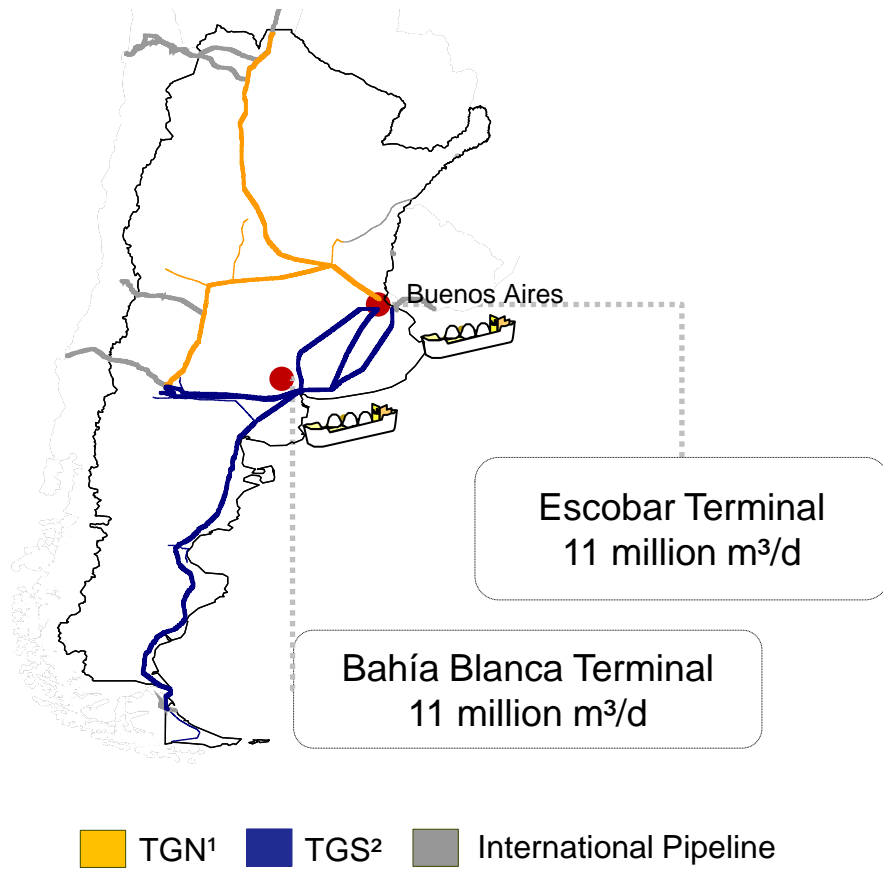 Buenos Aires
Escobar Terminal
11 million m³/d
Bahía Blanca Terminal
11 million m³/d
TGN¹
TGS²
International Pipeline